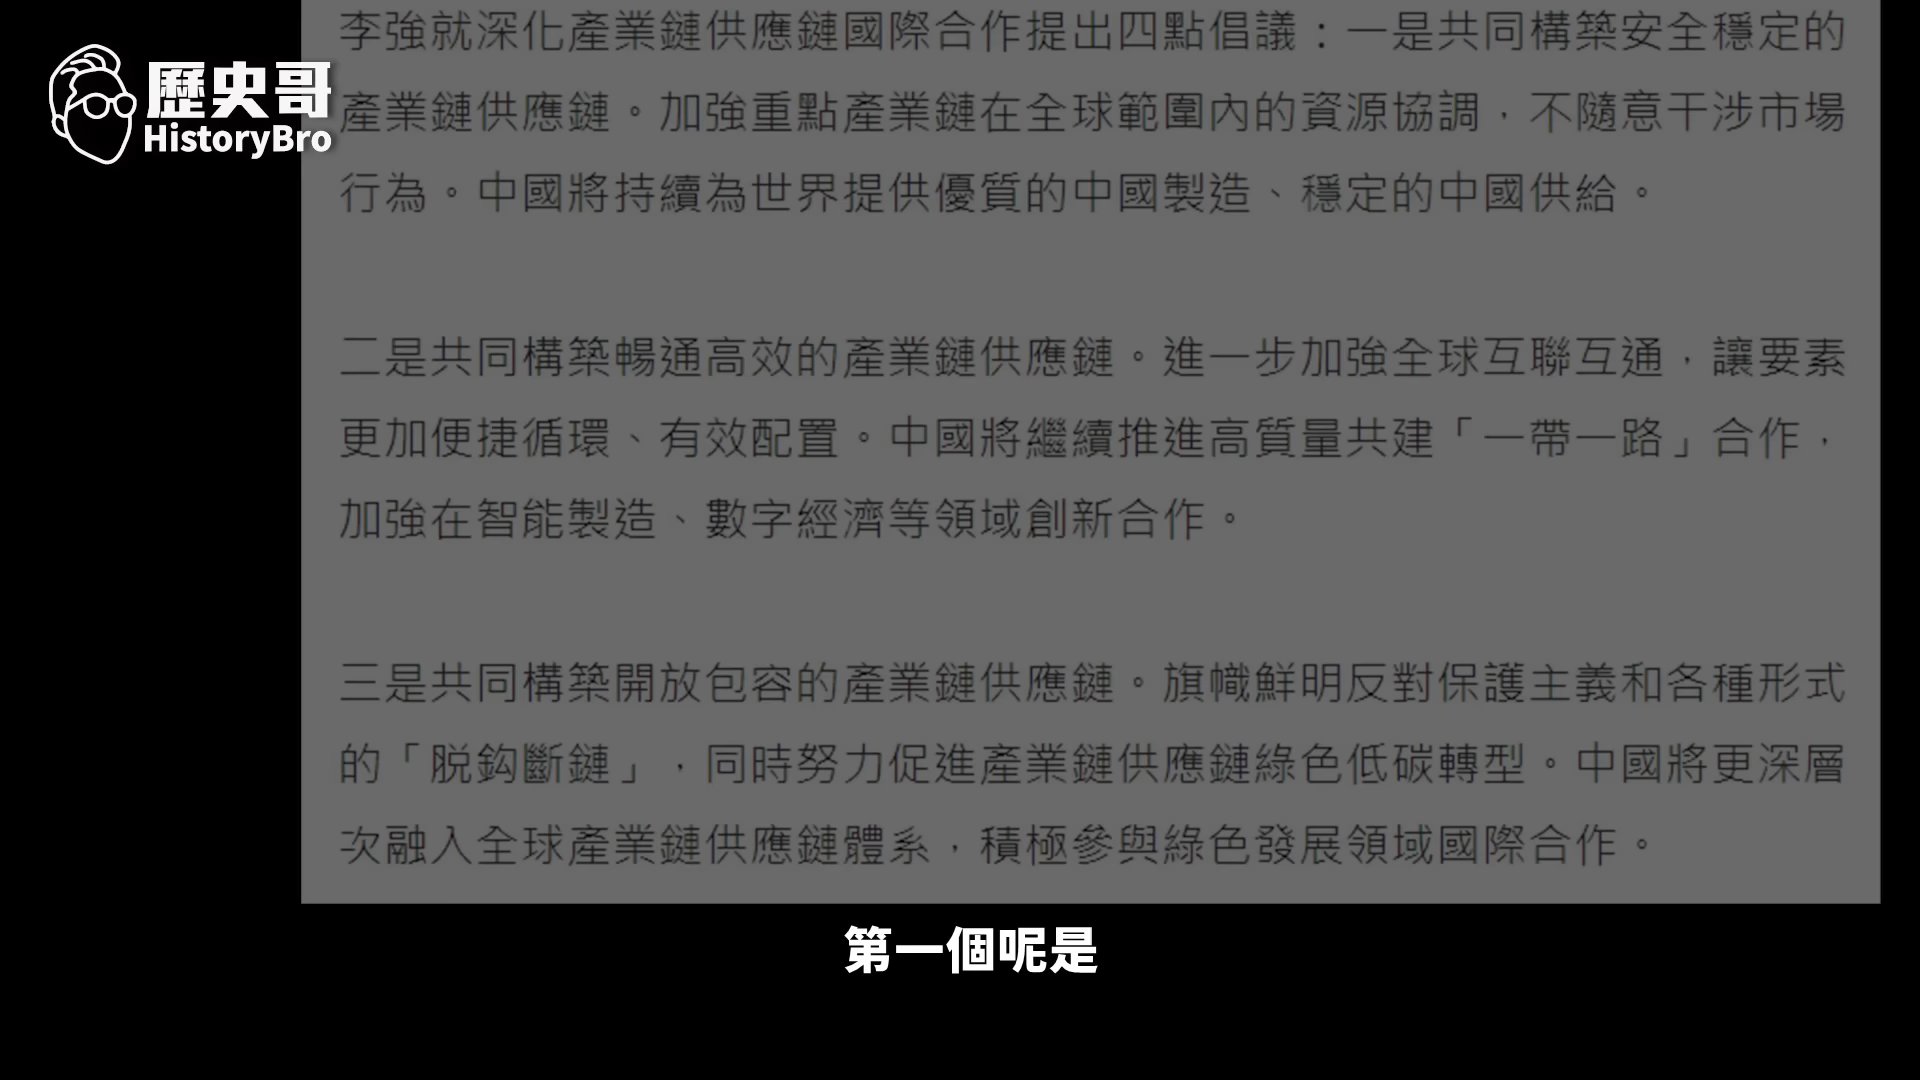 歷史哥
HistoryBro
李強就深化產業鏈供應鏈國際合作提出四點倡議：一是共同構築安全穩定的
產業鏈供應鏈。加強重點產業鏈在全球範圍內的資源協調，不隨意干涉市場
行為。中國將持續為世界提供優質的中國製造、穩定的中國供給。
二是共同構築暢通高效的產業鏈供應鏈。進一步加強全球互聯互通，讓要素
更加便捷循環、有效配置。中國將繼續推進高質量共建「一帶一路」合作，
加強在智能製造、數字經濟等領域創新合作。
三是共同構築開放包容的產業鏈供應鏈。旗幟鮮明反對保護主義和各種形式
的「脱鈎斷鏈」，同時努力促進產業鏈供應鏈綠色低碳轉型。中國將更深層
次融入全球產業鏈供應鏈體系，積極參與綠色發展領域國際合作。
第一個呢是